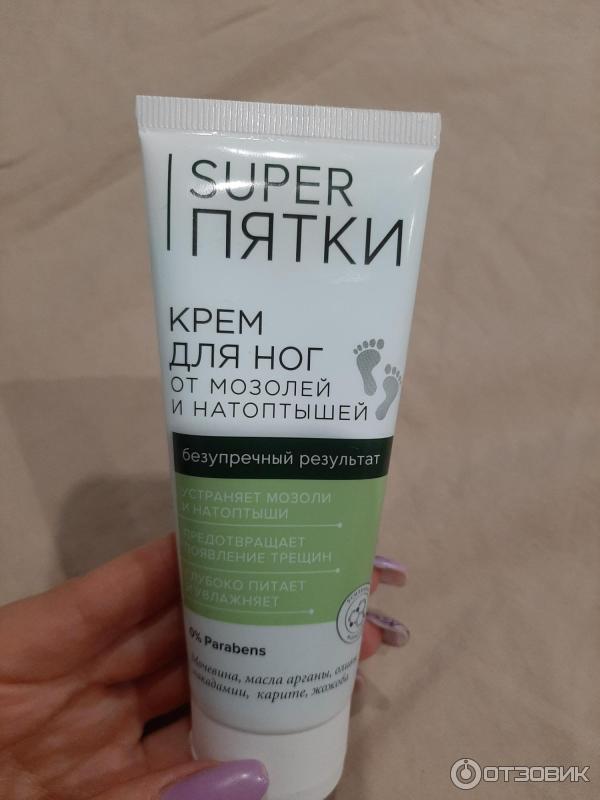 SUPER
ПЯТКИ
КРЕМ
ДЛЯ НОГ
ОТ МОЗОЛЕЙ
И НАТОПТЫШЕЙ
безупречный результат
УСТРАНЯЕТ МОЗОЛИ
И НАТОПТЫШИ
ПРЕДОТВРАЩАЕТ
ПОЯВЛЕНИЕ ТРЕЩИН
ГЛУБОКО ПИТАЕТ
И УВЛАЖНЯЕТ
0% Parabens
Мочевина, масла арганы,
макадамии, карите, жожоба
ОТЗОВИК